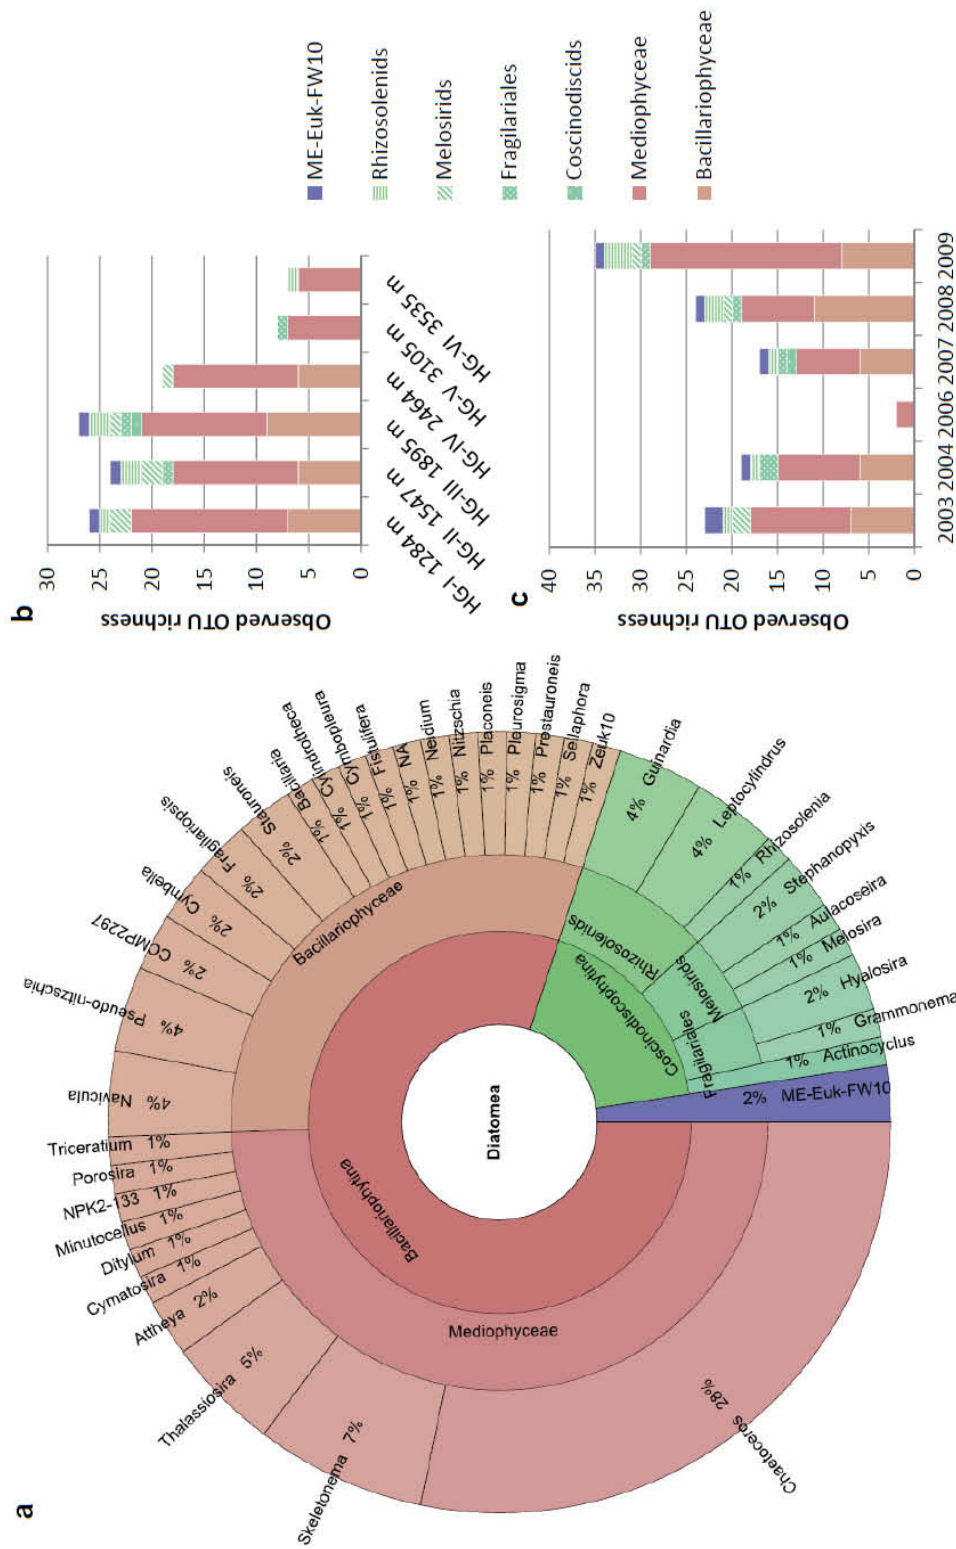 a
Diatomea
Bacillariophytina
Mediophyceae
Bacillariophyceae
Coscinodiscophytina
Rhizosolenids
Melosirids
Fragilariales
Chaetoceros 28%
Skeletonema 7%
Thalassiosira 5%
Attheya 2%
Cymatosira 1%
Ditylum 1%
Minutocellus 1%
NPK2-133 1%
Porosira 1%
Triceratium 1%
Navicula 4%
Pseudo-nitzschia 4%
CCMP2297 2%
Cymbella 2%
Fragilariopsis 2%
Stauroneis 2%
Bacillaria 1%
Cylindrotheca 1%
Cymbopleura 1%
Fistulifera 1%
NA 1%
Neidium 1%
Nitzschia 1%
Placoneis 1%
Pleurosigma 1%
Prestauroneis 1%
Sellaphora 1%
Zeuk10 1%
4% Guinardia
4% Leptocylindrus
1% Rhizosolenia
2% Stephanopyxis
1% Aulacoseira
1% Melosira
2% Hyalosira
1% Grammonema
1% Actinocyclus
2% ME-Euk-FW10
b
Observed OTU richness
30
25
20
15
10
5
0
HG-I 1284 m
HG-II 1547 m
HG-III 1895 m
HG-IV 2464 m
HG-V 3105 m
HG-VI 3535 m
c
Observed OTU richness
40
35
30
25
20
15
10
5
0
2003 2004 2006 2007 2008 2009
ME-Euk-FW10
Rhizosolenids
Melosirids
Fragilariales
Coscinodiscids
Mediophyceae
Bacillariophyceae